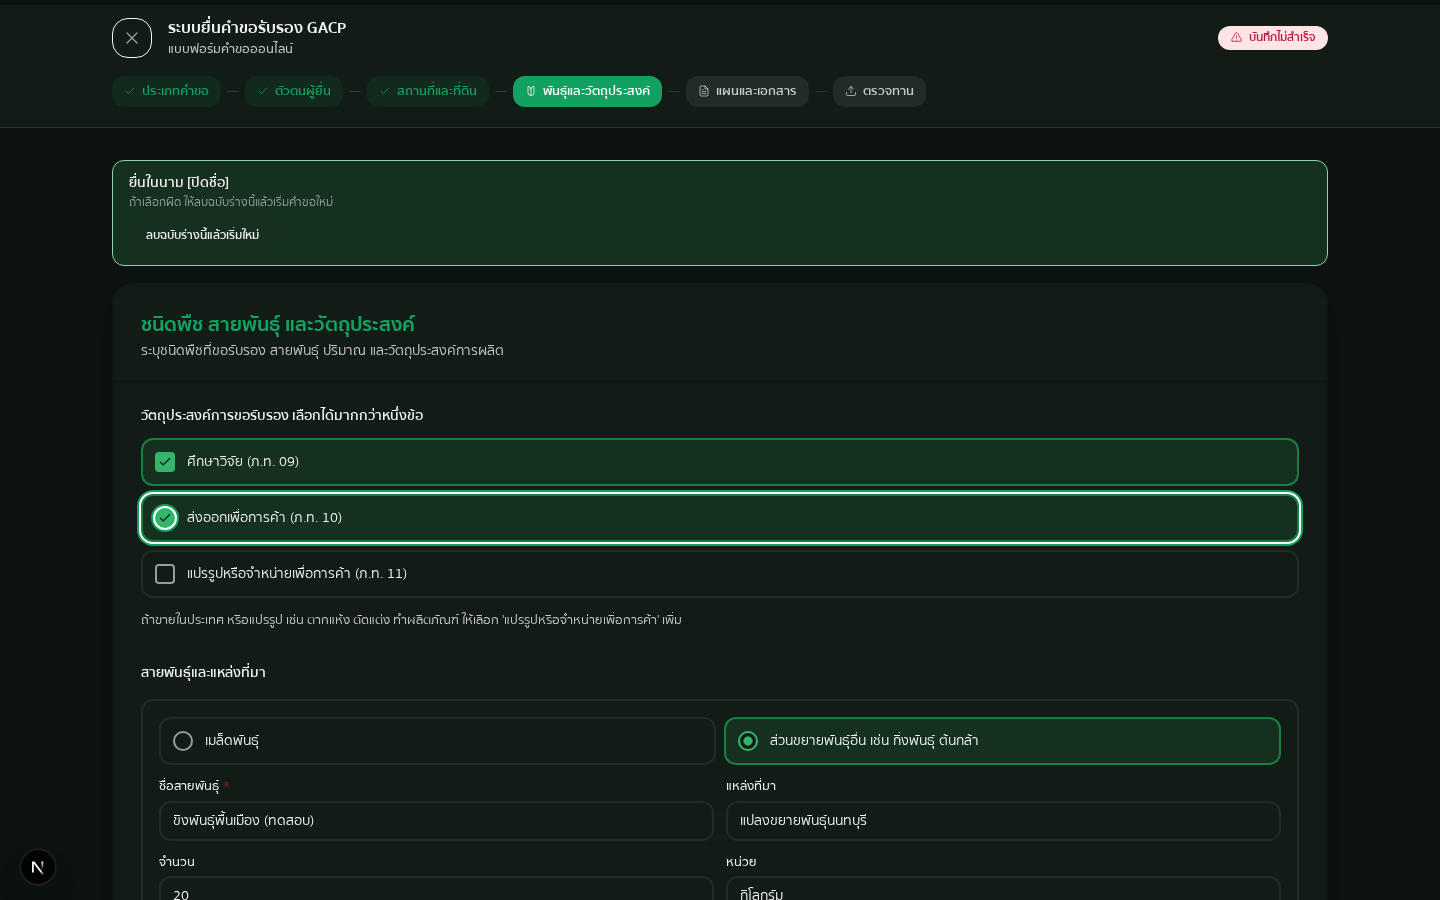 ระบบยื่นคำขอรับรอง GACP
แบบฟอร์มคำขอออนไลน์
บันทึกไม่สำเร็จ
ประเภทคำขอ
ตัวตนผู้ยื่น
สถานที่และที่ดิน
พันธุ์และวัตถุประสงค์
แผนและเอกสาร
ตรวจทาน
ยื่นในนาม [ปิดชื่อ]
ถ้าเลือกผิด ให้ลบฉบับร่างนี้แล้วเริ่มคำขอใหม่
ลบฉบับร่างนี้แล้วเริ่มใหม่
ชนิดพืช สายพันธุ์ และวัตถุประสงค์
ระบุชนิดพืชที่ขอรับรอง สายพันธุ์ ปริมาณ และวัตถุประสงค์การผลิต
วัตถุประสงค์การขอรับรอง เลือกได้มากกว่าหนึ่งข้อ
ศึกษาวิจัย (ภ.ท. 09)
ส่งออกเพื่อการค้า (ภ.ท. 10)
แปรรูปหรือจำหน่ายเพื่อการค้า (ภ.ท. 11)
ถ้าขายในประเทศ หรือแปรรูป เช่น ตากแห้ง ตัดแต่ง ทำผลิตภัณฑ์ ให้เลือก 'แปรรูปหรือจำหน่ายเพื่อการค้า' เพิ่ม
สายพันธุ์และแหล่งที่มา
เมล็ดพันธุ์
ส่วนขยายพันธุ์อื่น เช่น กิ่งพันธุ์ ต้นกล้า
ชื่อสายพันธุ์ *
แหล่งที่มา
ขิงพันธุ์พื้นเมือง (ทดสอบ)
แปลงขยายพันธุ์นนทบุรี
จำนวน
หน่วย
20
กิโลกรัม
N